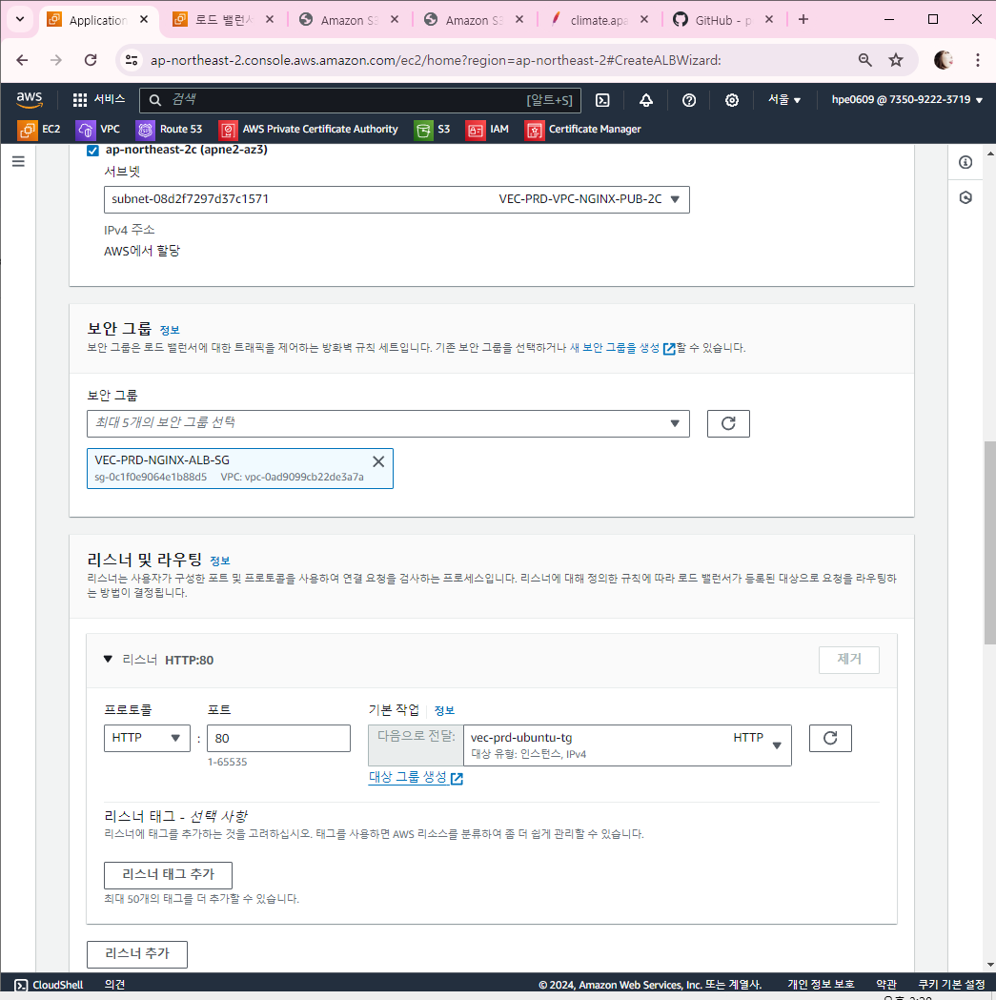 Application
로드 밸런서
Amazon S3
Amazon S3
climate.apa
GitHub - p
ap-northeast-2.console.aws.amazon.com/ec2/home?region=ap-northeast-2#CreateALBWizard:
aws
서비스
검색
[알트+S]
서울
hpe0609 @ 7350-9222-3719
EC2
VPC
Route 53
AWS Private Certificate Authority
S3
IAM
Certificate Manager
ap-northeast-2c (apne2-az3)
서브넷
subnet-08d2f7297d37c1571
VEC-PRD-VPC-NGINX-PUB-2C
IPv4 주소
AWS에서 할당
보안 그룹 정보
보안 그룹은 로드 밸런서에 대한 트래픽을 제어하는 방화벽 규칙 세트입니다. 기존 보안 그룹을 선택하거나 새 보안 그룹을 생성 할 수 있습니다.
보안 그룹
최대 5개의 보안 그룹 선택
VEC-PRD-NGINX-ALB-SG
sg-0c1f0e9064e1b88d5 VPC: vpc-0ad9099cb22de3a7a
리스너 및 라우팅 정보
리스너는 사용자가 구성한 포트 및 프로토콜을 사용하여 연결 요청을 검사하는 프로세스입니다. 리스너에 대해 정의한 규칙에 따라 로드 밸런서가 등록된 대상으로 요청을 라우팅하
는 방법이 결정됩니다.
리스너 HTTP:80
제거
프로토콜
포트
기본 작업
정보
HTTP
:
80
다음으로 전달:
vec-prd-ubuntu-tg
HTTP
대상 유형: 인스턴스, IPv4
1-65535
대상 그룹 생성
리스너 태그 - 선택 사항
리스너에 태그를 추가하는 것을 고려하십시오. 태그를 사용하면 AWS 리소스를 분류하여 좀 더 쉽게 관리할 수 있습니다.
리스너 태그 추가
최대 50개의 태그를 더 추가할 수 있습니다.
리스너 추가
CloudShell
의견
© 2024, Amazon Web Services, Inc. 또는 계열사.
개인 정보 보호
약관
쿠키 기본 설정